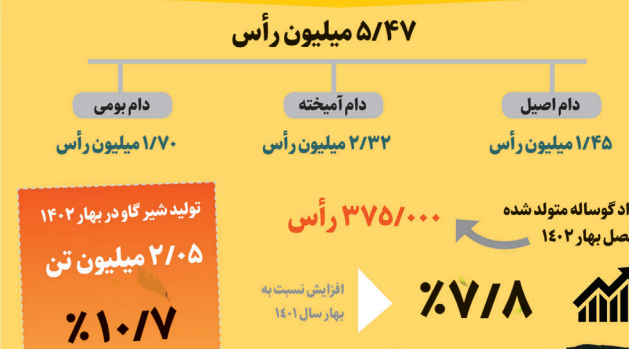 ۵/۴۷ میلیون رأس
دام اصیل
۱/۴۵ میلیون رأس
دام آمیخته
۲/۳۲ میلیون رأس
دام بومی
۱/۷۰ میلیون رأس
اد گوساله متولد شده
صل بهار ۱۴۰۲
۳۷۵/۰۰۰ رأس
٪۷/۸
افزایش نسبت به
بهار سال ۱۴۰۱
تولید شیر گاو در بهار ۱۴۰۲
۲/۰۵ میلیون تن
٪۱۰/۷